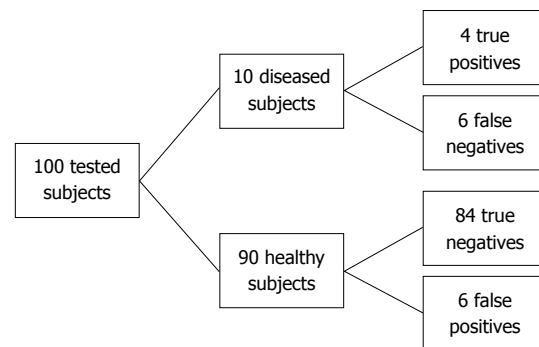 100 tested
subjects
10 diseased
subjects
4 true
positives
6 false
negatives
90 healthy
subjects
84 true
negatives
6 false
positives